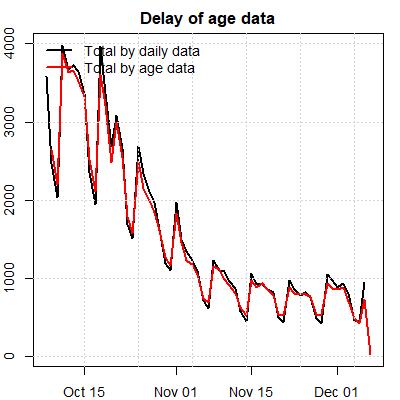 Delay of age data
Total by daily data
Total by age data
4000
3000
2000
1000
0
Oct 15
Nov 01
Nov 15
Dec 01